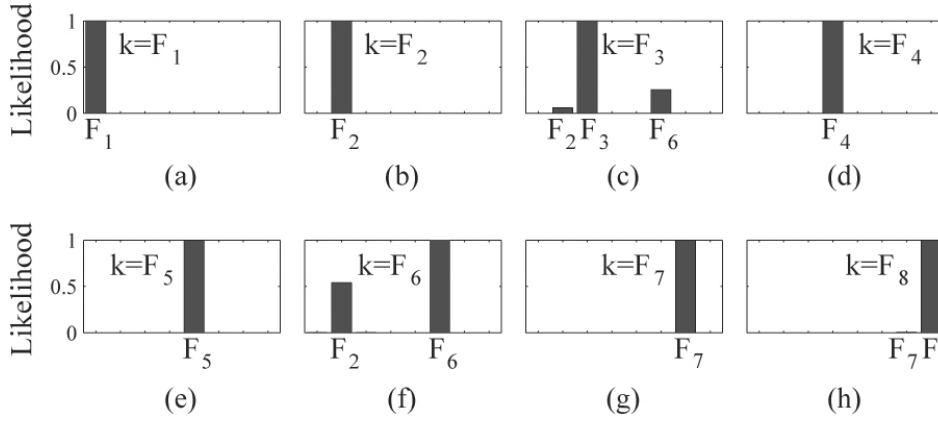 Likelihood
1
0.5
0
k=F₁
k=F₂
k=F₃
k=F₄
F₁
F₂
F₂ F₃ F₆
F₄
(a) (b) (c) (d)
Likelihood
1
0.5
0
k=F₅
k=F₆
k=F₇
k=F₈
F₅
F₂ F₆
F₇
F₇ F
(e) (f) (g) (h)